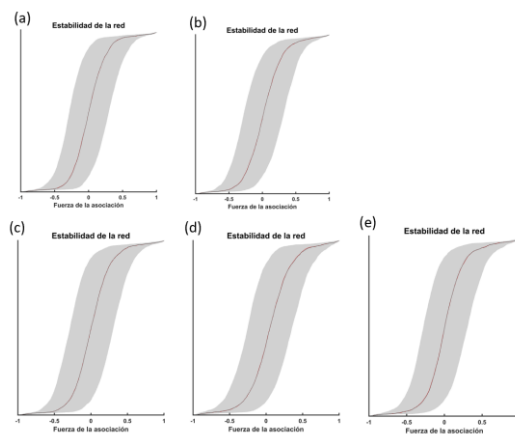 (a)
Estabilidad de la red
-1 -0.5 0 0.5 1
Fuerza de la asociación
(b)
Estabilidad de la red
-1 -0.5 0 0.5 1
Fuerza de la asociación
(c)
Estabilidad de la red
-1 -0.5 0 0.5 1
Fuerza de la asociación
(d)
Estabilidad de la red
-1 -0.5 0 0.5 1
Fuerza de la asociación
(e)
Estabilidad de la red
-1 -0.5 0 0.5
Fuerza de la asociación